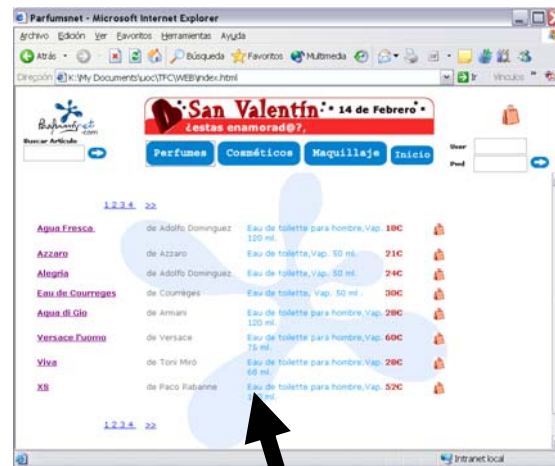 Parfumsnet - Microsoft Internet Explorer
Archivo Edición Ver Favoritos Herramientas Ayuda
Atrás Búsqueda Favoritos Multimedia
Dirección K:\My Documents\uoc\TFC\WEB\index.html Ir Vínculos
San Valentín • 14 de Febrero •
¿estas enamorad@?,
.com
Buscar Artículo
Perfumes Cosméticos Maquillaje Inicio
User
Pwd
1 2 3 4 >>
Agua Fresca de Adolfo Dominguez Eau de toilette para hombre,Vap. 120 ml. 18€
Azzaro de Azzaro Eau de toilette,Vap. 50 ml. 21€
Alegria de Adolfo Dominguez Eau de toilette,Vap. 50 ml. 24€
Eau de Courreges de Courrèges Eau de toilette, Vap. 50 ml. 30€
Aqua di Gio de Armani Eau de toilette para hombre,Vap. 120 ml. 28€
Versace l'uomo de Versace Eau de toilette para hombre,Vap. 75 ml. 60€
Viva de Toni Miró Eau de toilette para hombre,Vap. 68 ml. 28€
XS de Paco Rabanne Eau de toilette para hombre,Vap. ml. 52€
1 2 3 4 >>
Intranet local